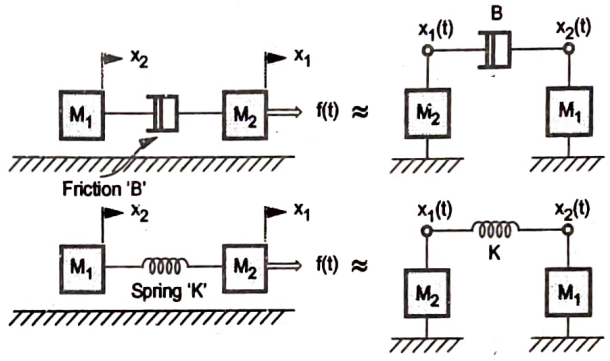 B
x₁(t) x₂(t)
x₂ x₁
M₁ M₂ f(t) ≈ M₂ M₁
Friction 'B'
x₂ x₁
x₁(t) x₂(t)
K
M₁ M₂ f(t) ≈ M₂ M₁
Spring 'K'